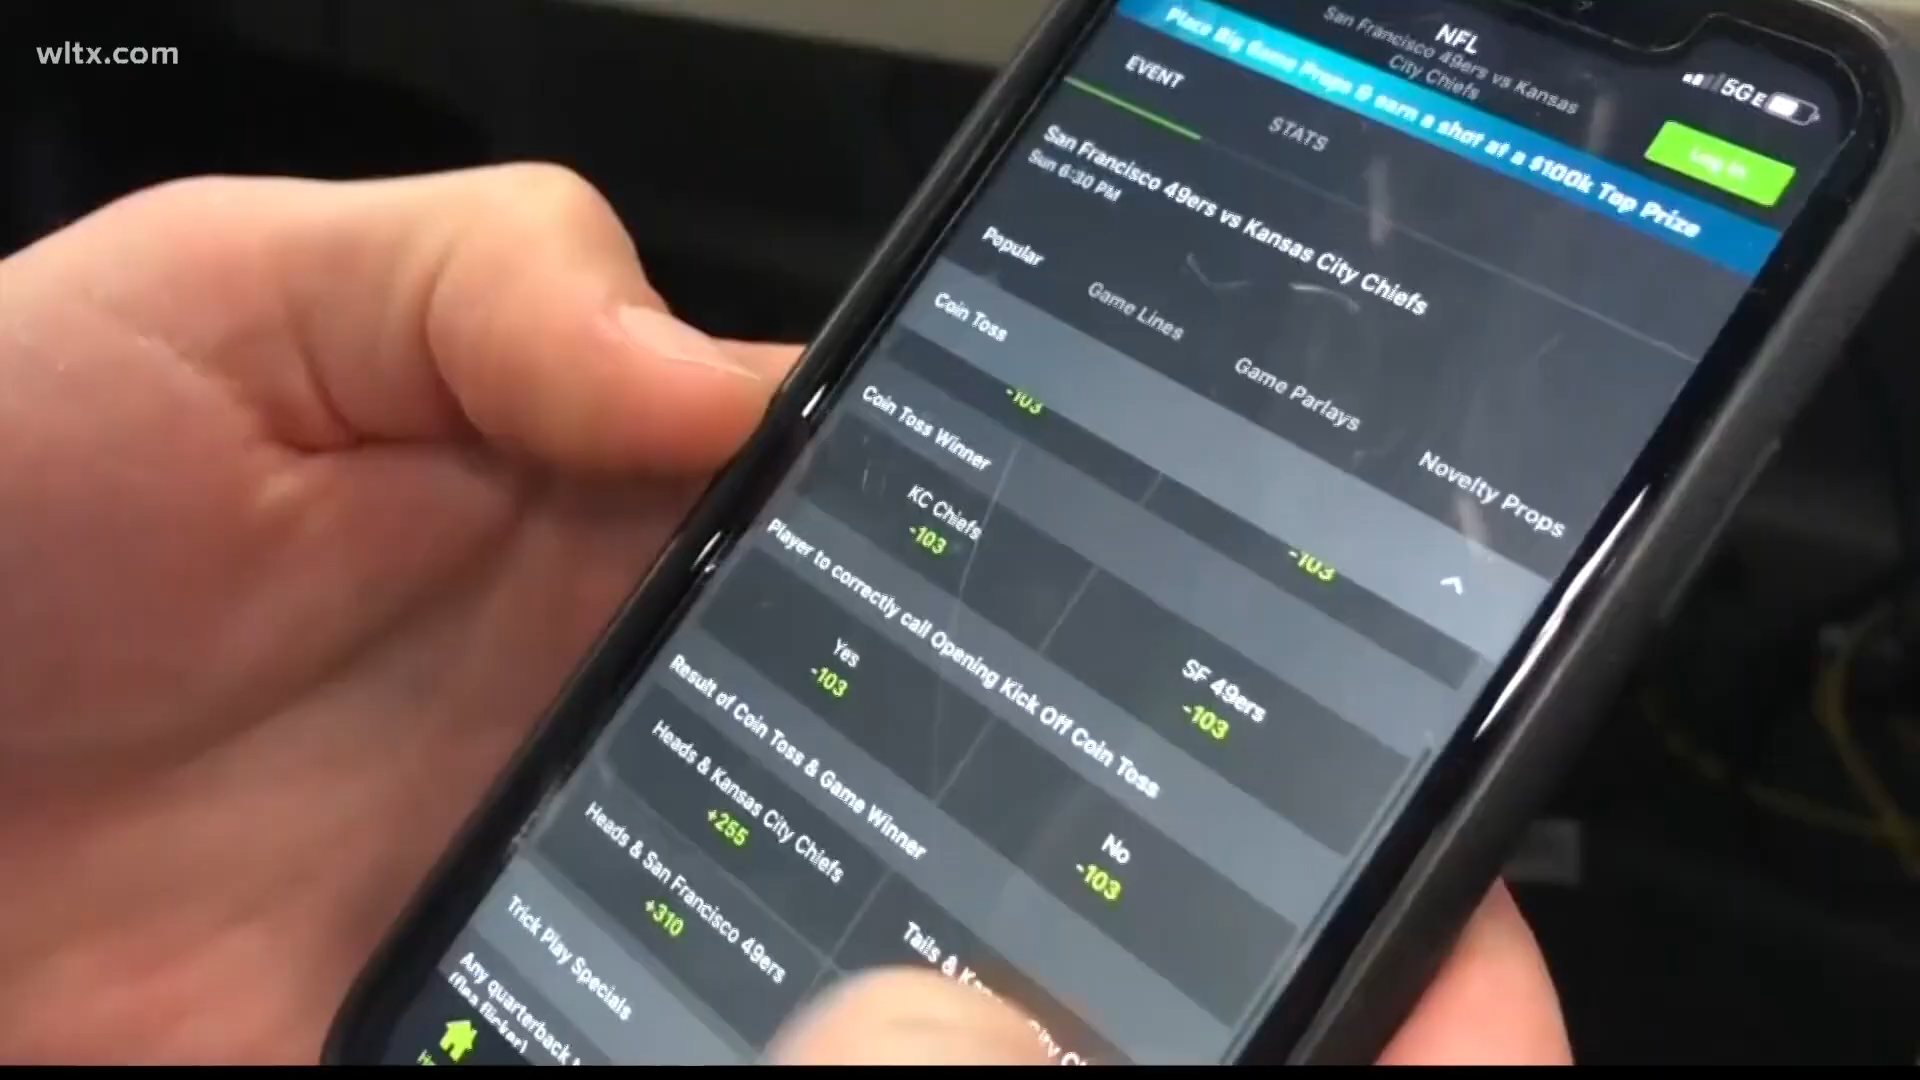 wltx.com
NFL
San Francisco 49ers vs Kansas
City Chiefs
5GE
Log In
Place Big Game Props & earn a shot at a $100k Top Prize
EVENT
STATS
San Francisco 49ers vs Kansas City Chiefs
Sun 6:30 PM
Popular
Game Lines
Game Parlays
Novelty Props
Coin Toss
-103
-103
Coin Toss Winner
KC Chiefs
-103
SF 49ers
-103
Player to correctly call Opening Kick Off Coin Toss
Yes
-103
No
-103
Result of Coin Toss & Game Winner
Heads & Kansas City Chiefs
+255
Tails &
Heads & San Francisco 49ers
+310
Trick Play Specials
Any quarterback
(flea flicker)